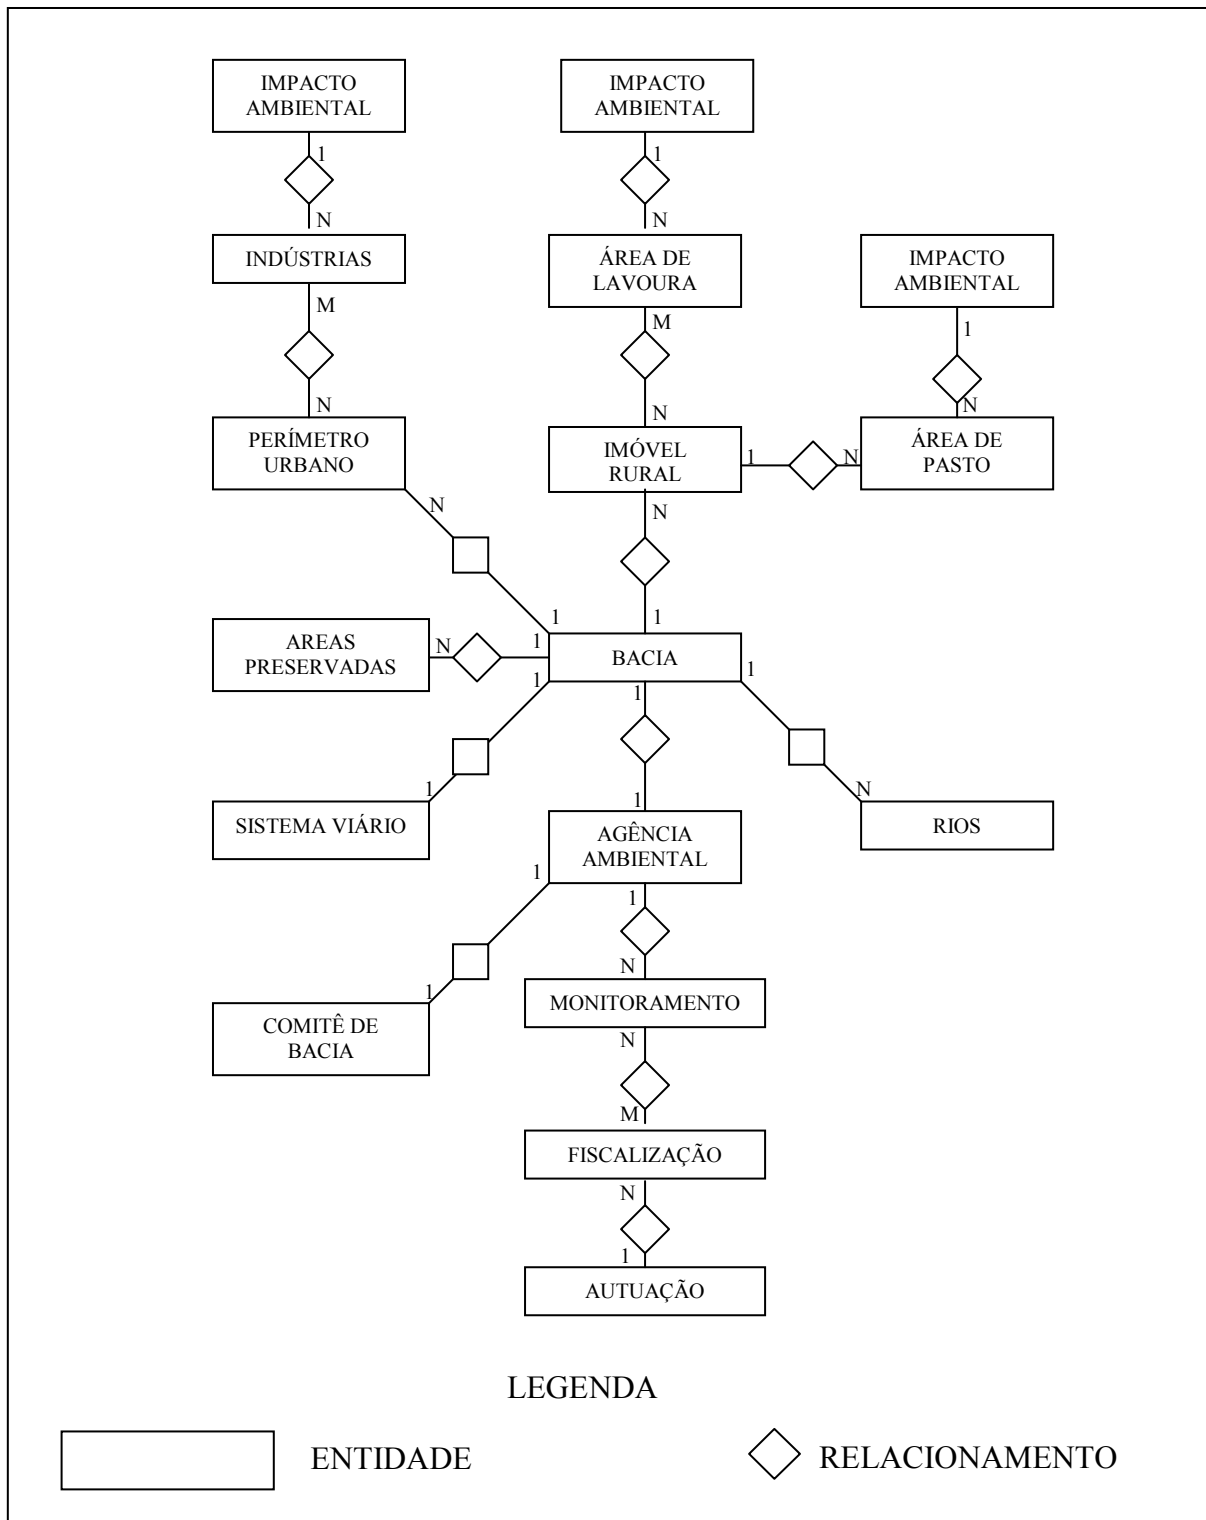 IMPACTO
AMBIENTAL
IMPACTO
AMBIENTAL
1
1
N
N
INDÚSTRIAS
ÁREA DE
LAVOURA
IMPACTO
AMBIENTAL
M
M
1
N
N
N
PERÍMETRO
URBANO
IMÓVEL
RURAL
1
N
ÁREA DE
PASTO
N
N
1
1
AREAS
PRESERVADAS
N
1
BACIA
1
1
1
1
1
N
SISTEMA VIÁRIO
AGÊNCIA
AMBIENTAL
RIOS
1
1
N
1
MONITORAMENTO
COMITÊ DE
BACIA
N
M
FISCALIZAÇÃO
N
1
AUTUAÇÃO
LEGENDA
ENTIDADE
RELACIONAMENTO